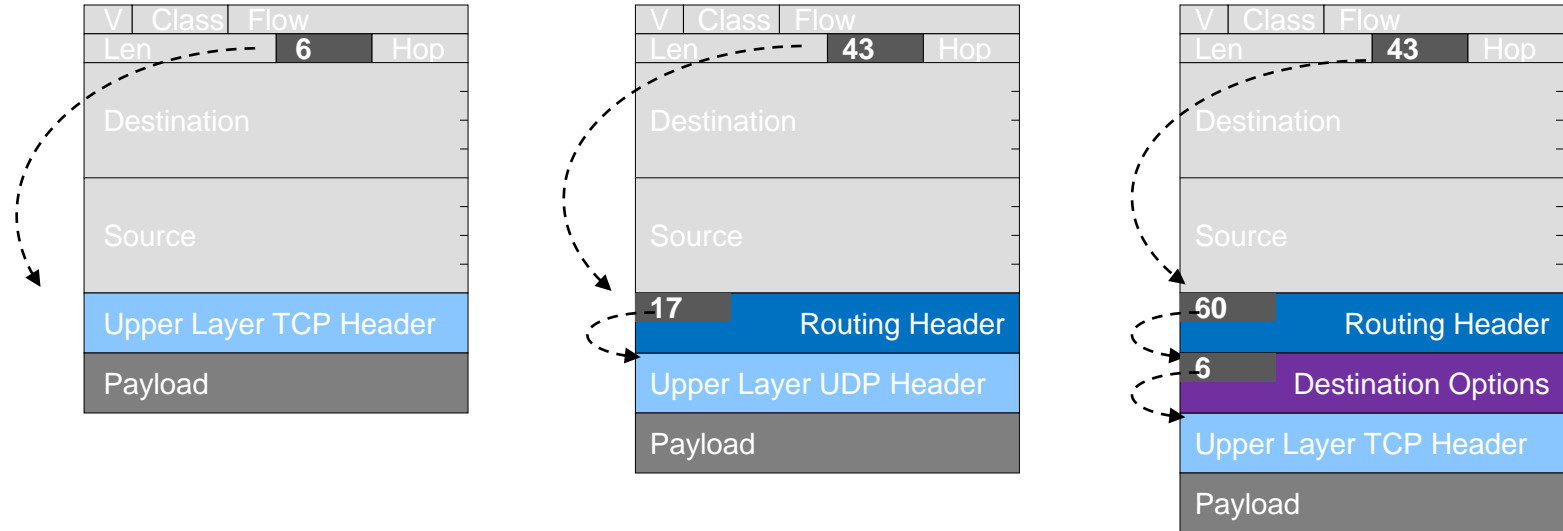 V Class Flow
Len 6 Hop
Destination
Source
Upper Layer TCP Header
Payload
V Class Flow
Len 43 Hop
Destination
Source
17 Routing Header
Upper Layer UDP Header
Payload
V Class Flow
Len 43 Hop
Destination
Source
60 Routing Header
6 Destination Options
Upper Layer TCP Header
Payload